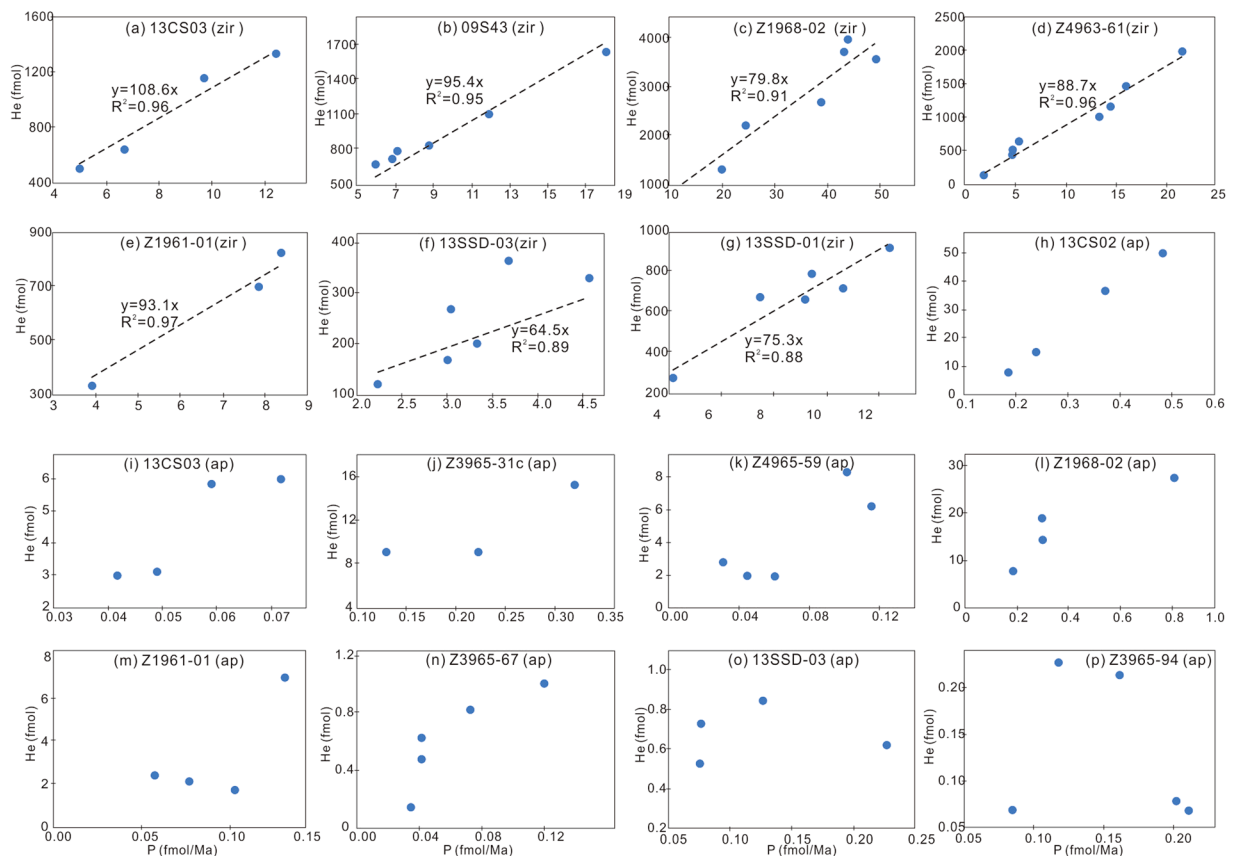 (a) 13CS03 (zir)
He (fmol)
1600
1200
800
400
y=108.6x
R²=0.96
4 6 8 10 12
(b) 09S43 (zir)
He (fmol)
1700
1400
1100
800
500
y=95.4x
R²=0.95
5 7 9 11 13 15 17 19
(c) Z1968-02 (zir)
He (fmol)
4000
3000
2000
1000
y=79.8x
R²=0.91
10 20 30 40 50
(d) Z4963-61(zir)
He (fmol)
2500
2000
1500
1000
500
0
y=88.7x
R²=0.96
0 5 10 15 20 25
(e) Z1961-01(zir)
He (fmol)
900
700
500
300
y=93.1x
R²=0.97
3 4 5 6 7 8 9
(f) 13SSD-03(zir)
He (fmol)
400
300
200
100
y=64.5x
R²=0.89
2.0 2.5 3.0 3.5 4.0 4.5
(g) 13SSD-01(zir)
He (fmol)
1000
800
600
400
200
y=75.3x
R²=0.88
4 6 8 10 12
(h) 13CS02 (ap)
He (fmol)
50
40
30
20
10
0
0.1 0.2 0.3 0.4 0.5 0.6
(i) 13CS03 (ap)
He (fmol)
6
5
4
3
2
0.03 0.04 0.05 0.06 0.07
(j) Z3965-31c (ap)
He (fmol)
16
12
8
4
0.10 0.15 0.20 0.25 0.30 0.35
(k) Z4965-59 (ap)
He (fmol)
8
6
4
2
0
0.00 0.04 0.08 0.12
(l) Z1968-02 (ap)
He (fmol)
30
20
10
0
0 0.2 0.4 0.6 0.8 1.0
(m) Z1961-01 (ap)
He (fmol)
8
6
4
2
0
0.00 0.05 0.10 0.15
P (fmol/Ma)
(n) Z3965-67 (ap)
He (fmol)
1.2
0.8
0.4
0
0.00 0.04 0.08 0.12
P (fmol/Ma)
(o) 13SSD-03 (ap)
He (fmol)
1.0
0.8
0.6
0.4
0.2
0.05 0.10 0.15 0.20 0.25
P (fmol/Ma)
(p) Z3965-94 (ap)
He (fmol)
0.20
0.15
0.10
0.05
0.05 0.10 0.15 0.20
P (fmol/Ma)